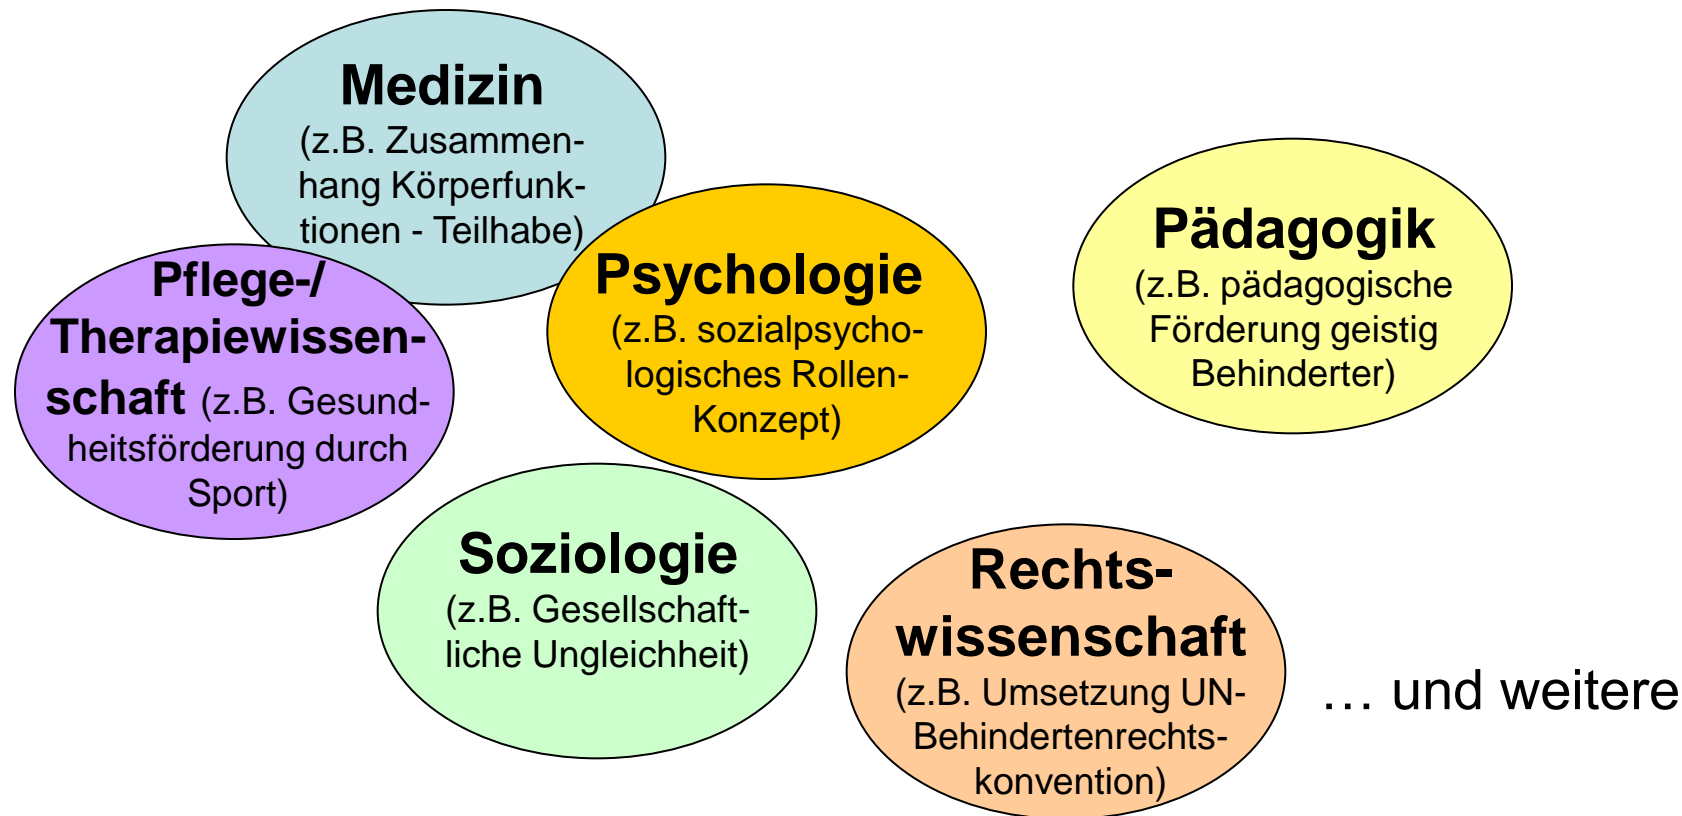 Medizin
(z.B. Zusammen-
hang Körperfunk-
tionen - Teilhabe)
Pflege-/
Therapiewissen-
schaft (z.B. Gesund-
heitsförderung durch
Sport)
Psychologie
(z.B. sozialpsycho-
logisches Rollen-
Konzept)
Pädagogik
(z.B. pädagogische
Förderung geistig
Behinderter)
Soziologie
(z.B. Gesellschaft-
liche Ungleichheit)
Rechts-
wissenschaft
(z.B. Umsetzung UN-
Behindertenrechts-
konvention)
… und weitere